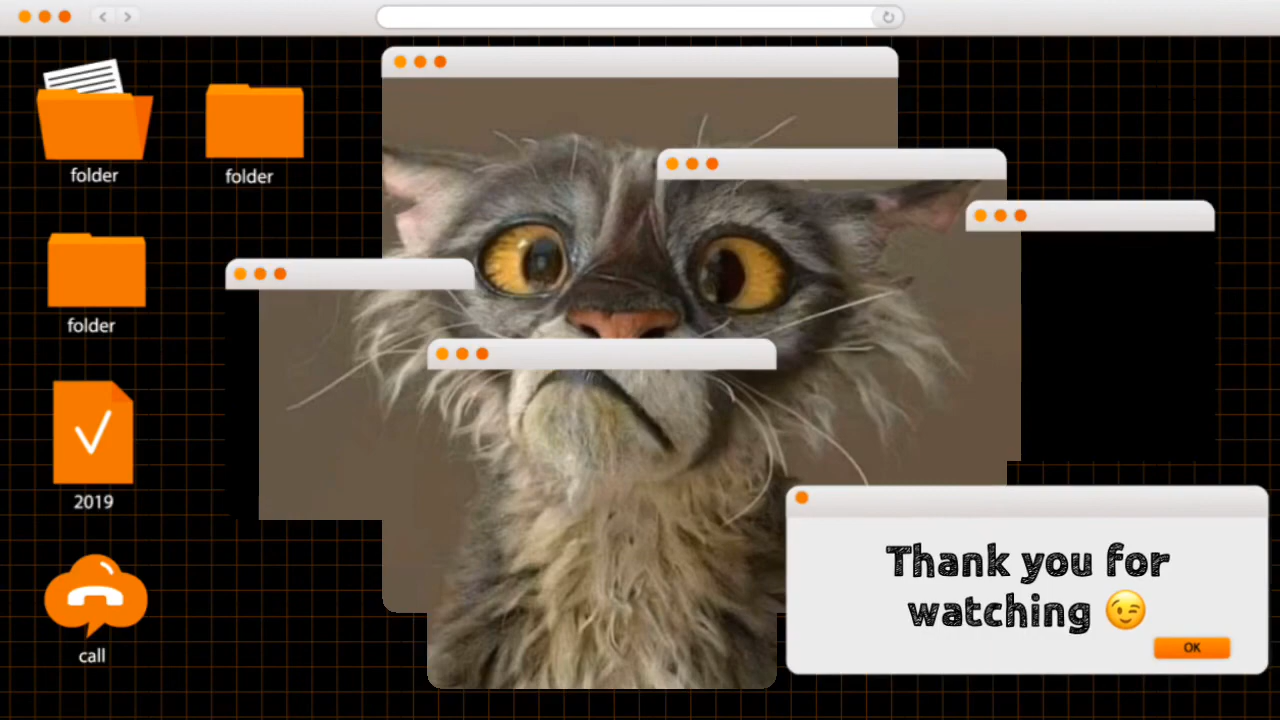 folder
folder
folder
2019
call
Thank you for
watching 😉
OK